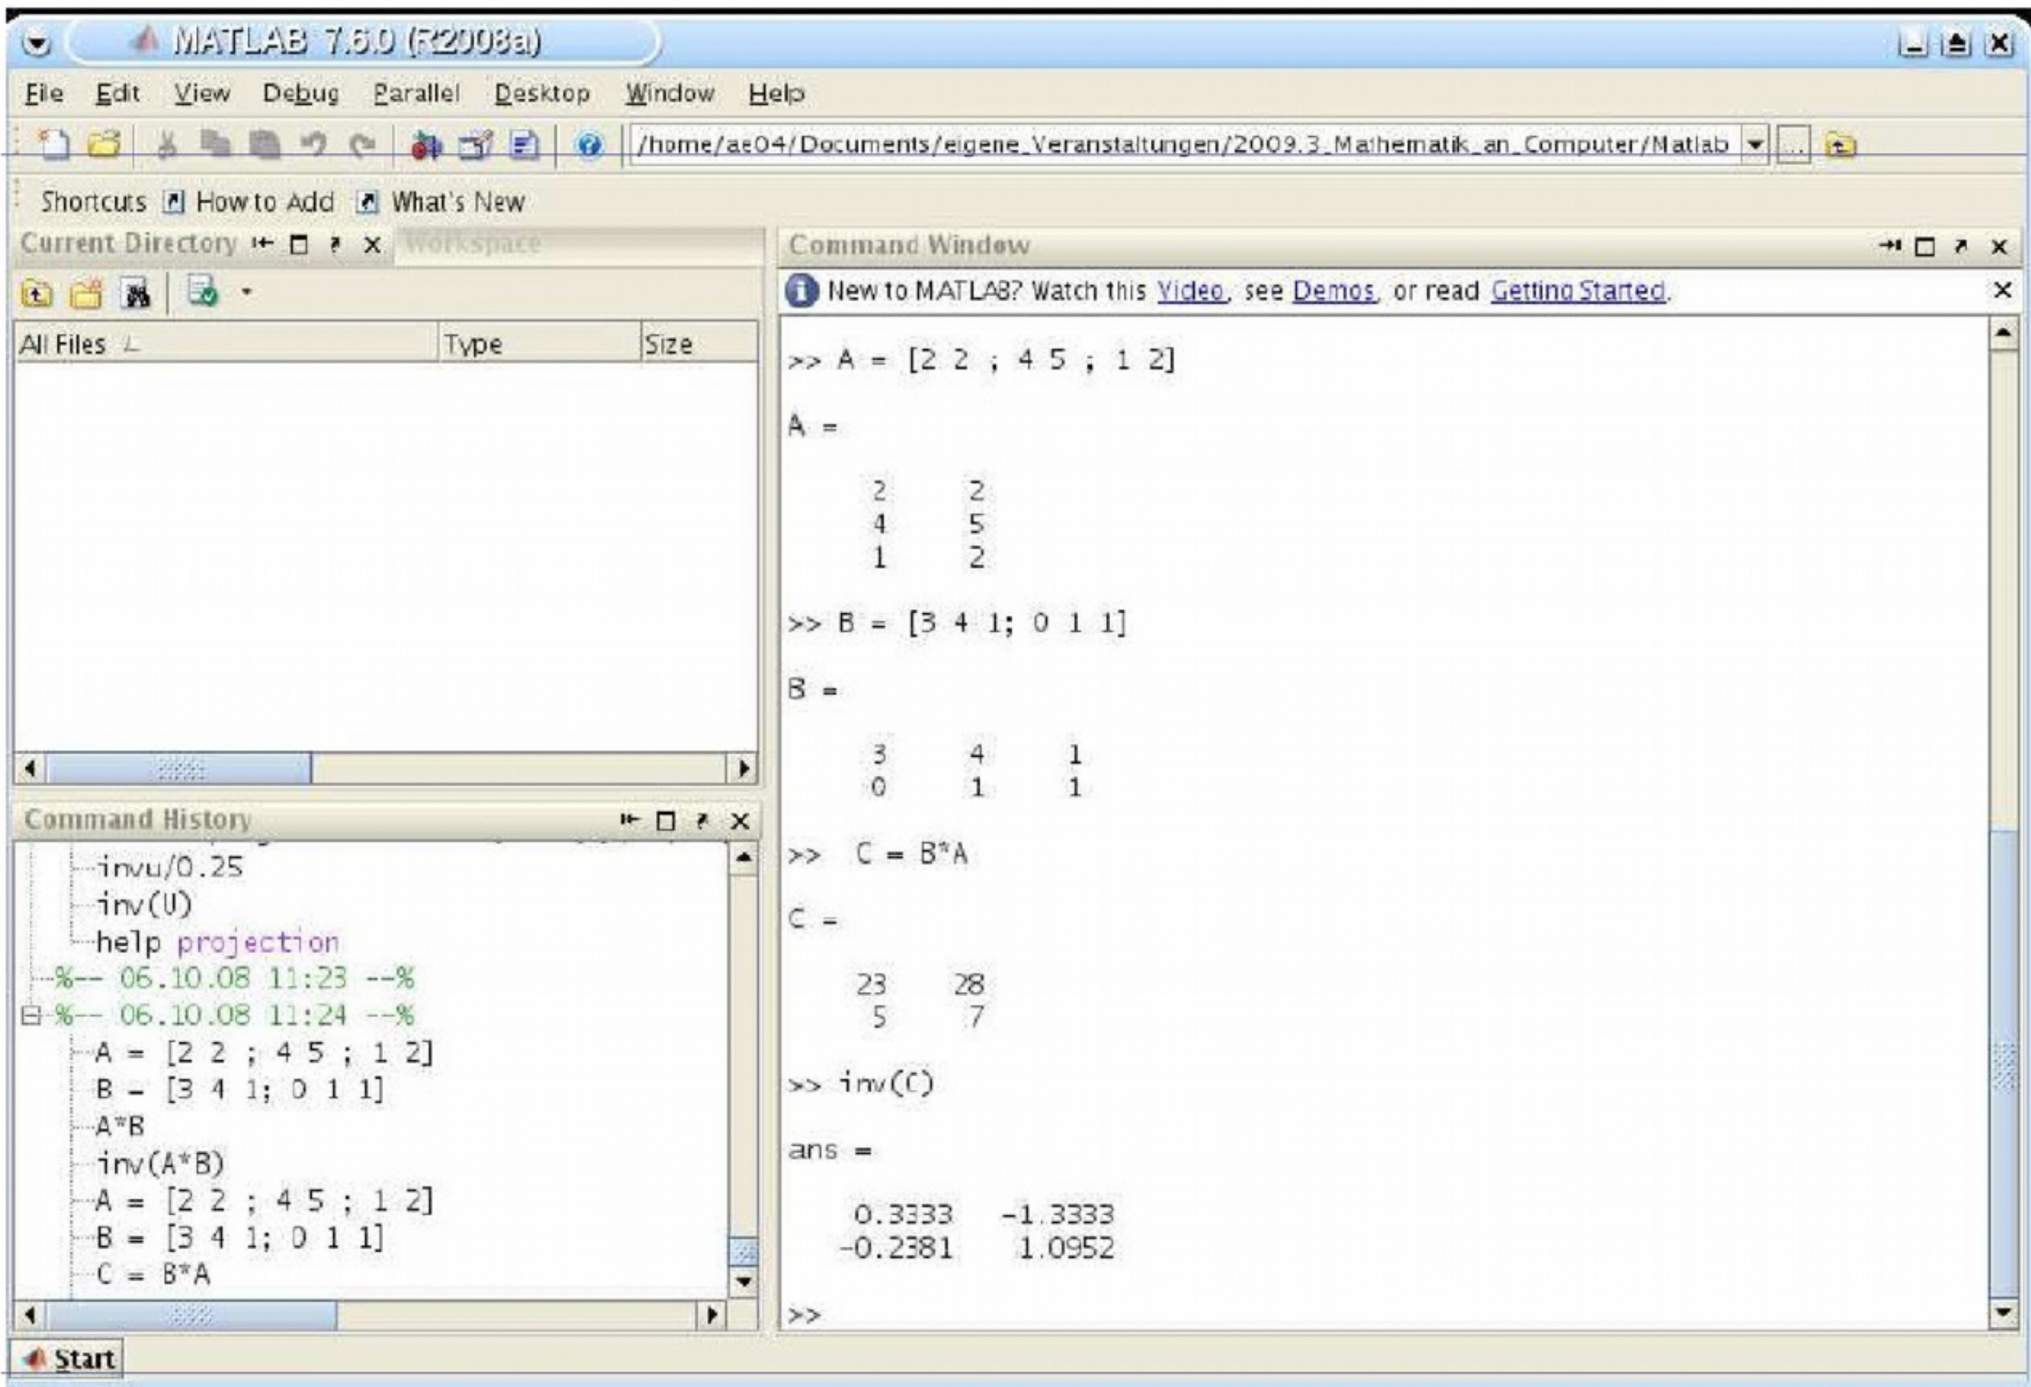 MATLAB 7.6.0 (R2008a)
File Edit View Debug Parallel Desktop Window Help
/home/ae04/Documents/eigene_Veranstaltungen/2009.3_Mathematik_an_Computer/Matlab
...
Shortcuts How to Add What's New
Current Directory Workspace
All Files Type Size
Command History
invu/0.25
inv(U)
help projection
%-- 06.10.08 11:23 --%
%-- 06.10.08 11:24 --%
A = [2 2 ; 4 5 ; 1 2]
B = [3 4 1; 0 1 1]
A*B
inv(A*B)
A = [2 2 ; 4 5 ; 1 2]
B = [3 4 1; 0 1 1]
C = B*A
Command Window
New to MATLAB? Watch this Video, see Demos, or read Getting Started.
>> A = [2 2 ; 4 5 ; 1 2]
A =
2 2
4 5
1 2
>> B = [3 4 1; 0 1 1]
B =
3 4 1
0 1 1
>> C = B*A
C =
23 28
5 7
>> inv(C)
ans =
0.3333 -1.3333
-0.2381 1.0952
>>
Start